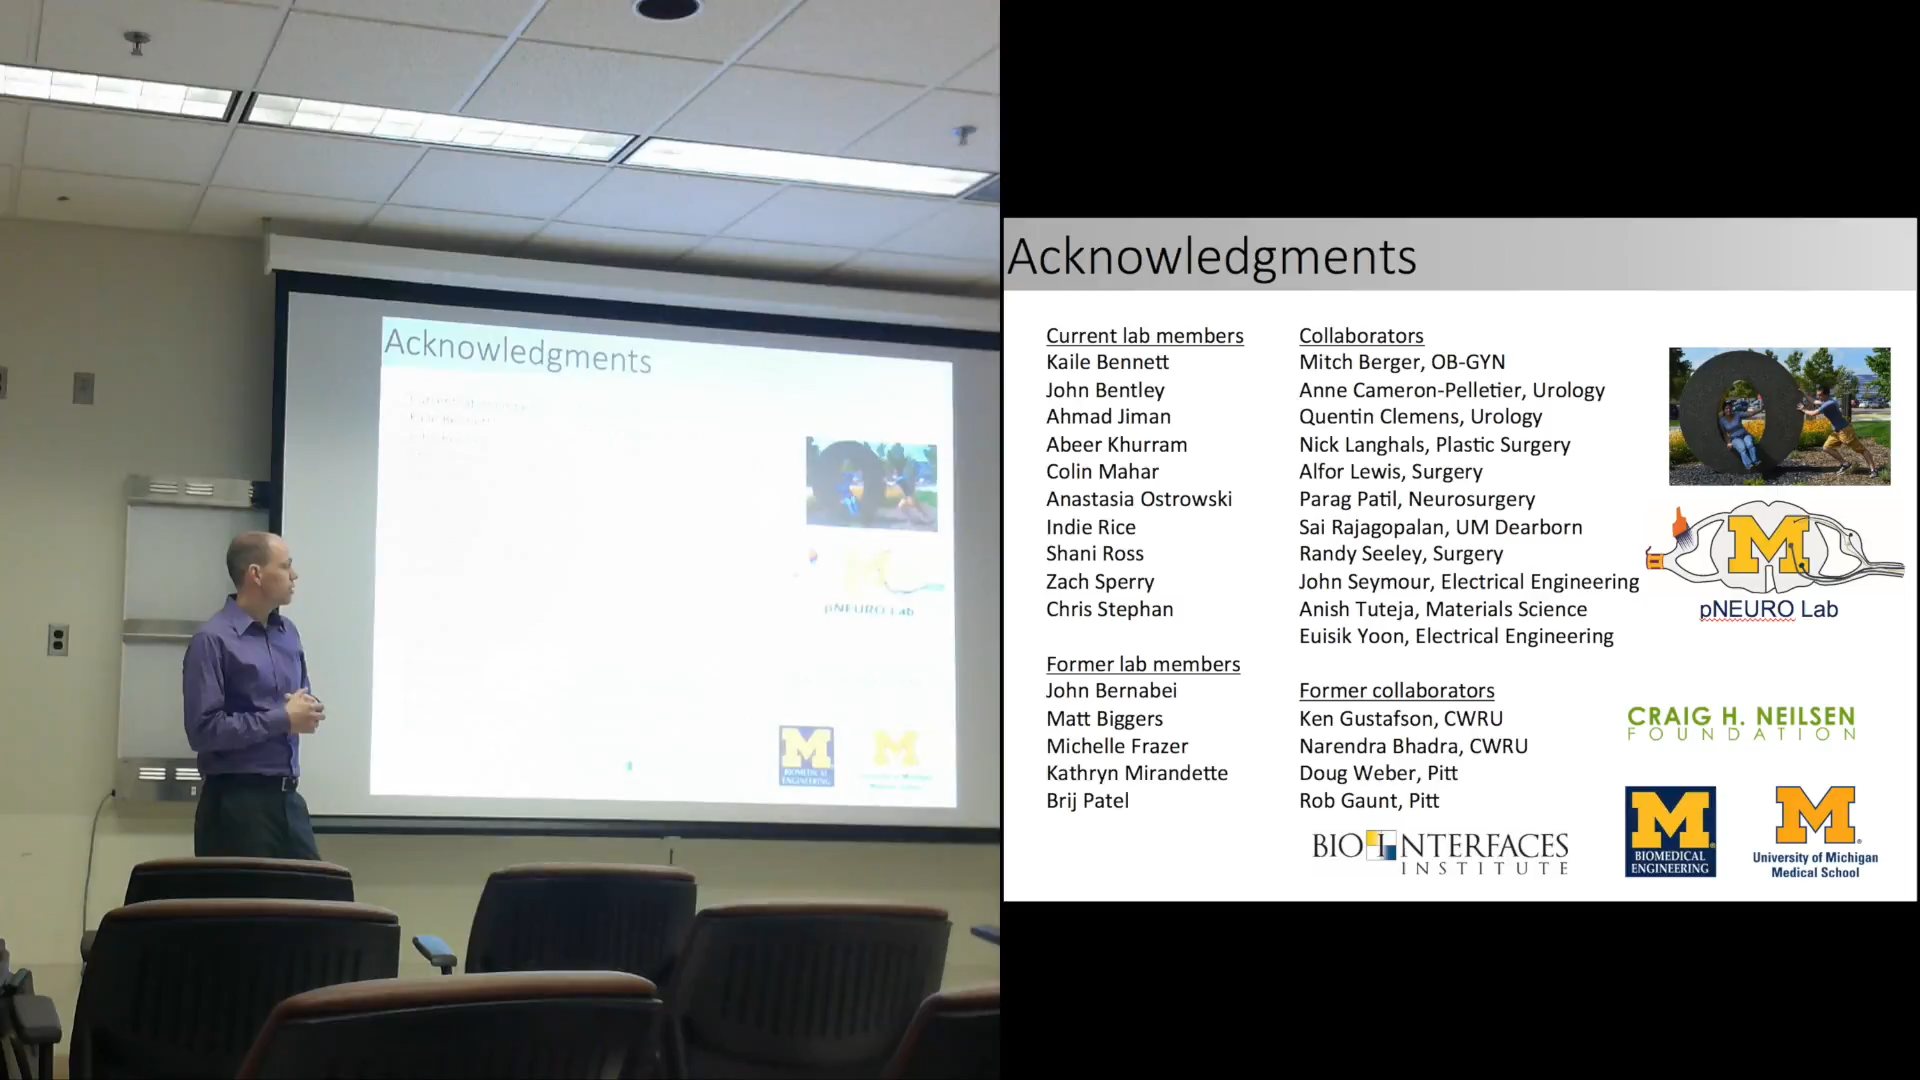 Acknowledgments
pNEURO Lab
BIOMEDICAL
ENGINEERING
Acknowledgments
Current lab members
Kaile Bennett
John Bentley
Ahmad Jiman
Abeer Khurram
Colin Mahar
Anastasia Ostrowski
Indie Rice
Shani Ross
Zach Sperry
Chris Stephan
Former lab members
John Bernabei
Matt Biggers
Michelle Frazer
Kathryn Mirandette
Brij Patel
Collaborators
Mitch Berger, OB-GYN
Anne Cameron-Pelletier, Urology
Quentin Clemens, Urology
Nick Langhals, Plastic Surgery
Alfor Lewis, Surgery
Parag Patil, Neurosurgery
Sai Rajagopalan, UM Dearborn
Randy Seeley, Surgery
John Seymour, Electrical Engineering
Anish Tuteja, Materials Science
Euisik Yoon, Electrical Engineering
Former collaborators
Ken Gustafson, CWRU
Narendra Bhadra, CWRU
Doug Weber, Pitt
Rob Gaunt, Pitt
BIOINTERFACES
INSTITUTE
M
pNEURO Lab
CRAIG H. NEILSEN
FOUNDATION
M
BIOMEDICAL
ENGINEERING
M
University of Michigan
Medical School